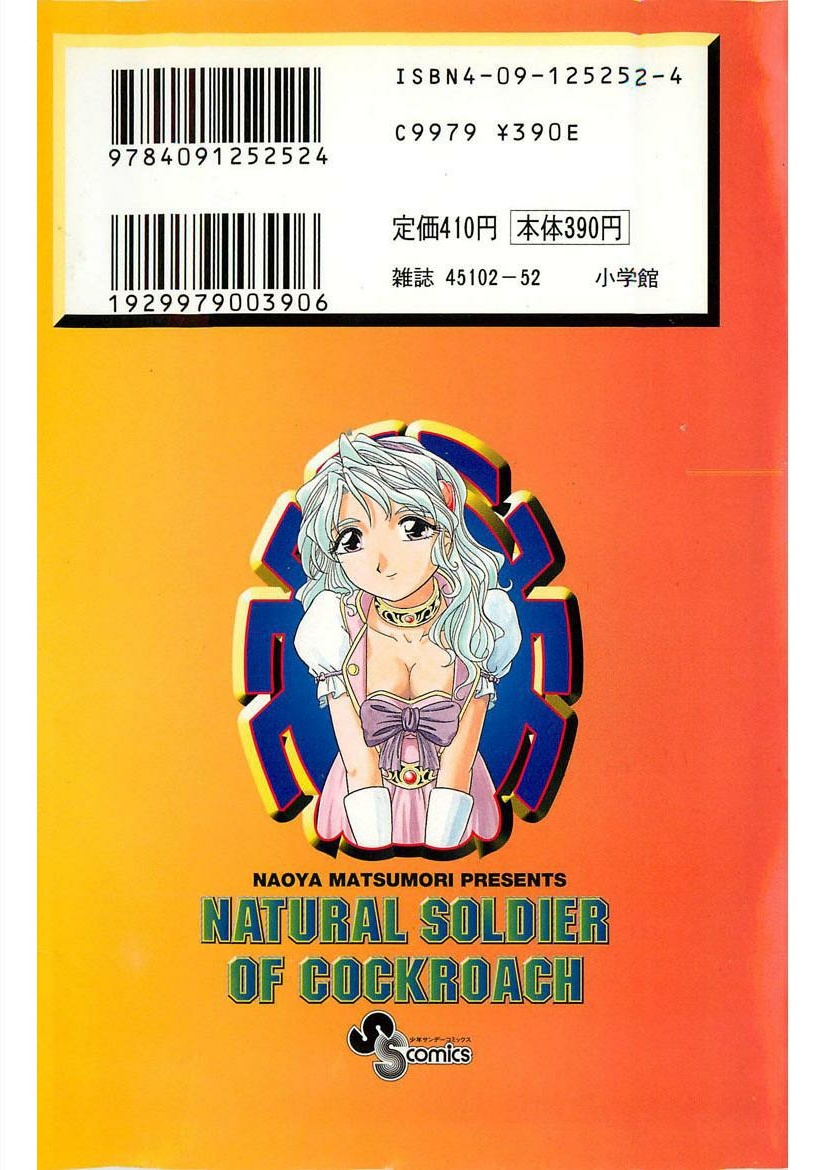 ISBN4-09-125252-4
9784091252524
C9979 ¥390E
定価410円 本体390円
1929979003906
雑誌 45102-52 小学館
NAOYA MATSUMORI PRESENTS
NATURAL SOLDIER
OF COCKROACH
少年サンデーコミックス
SS comics